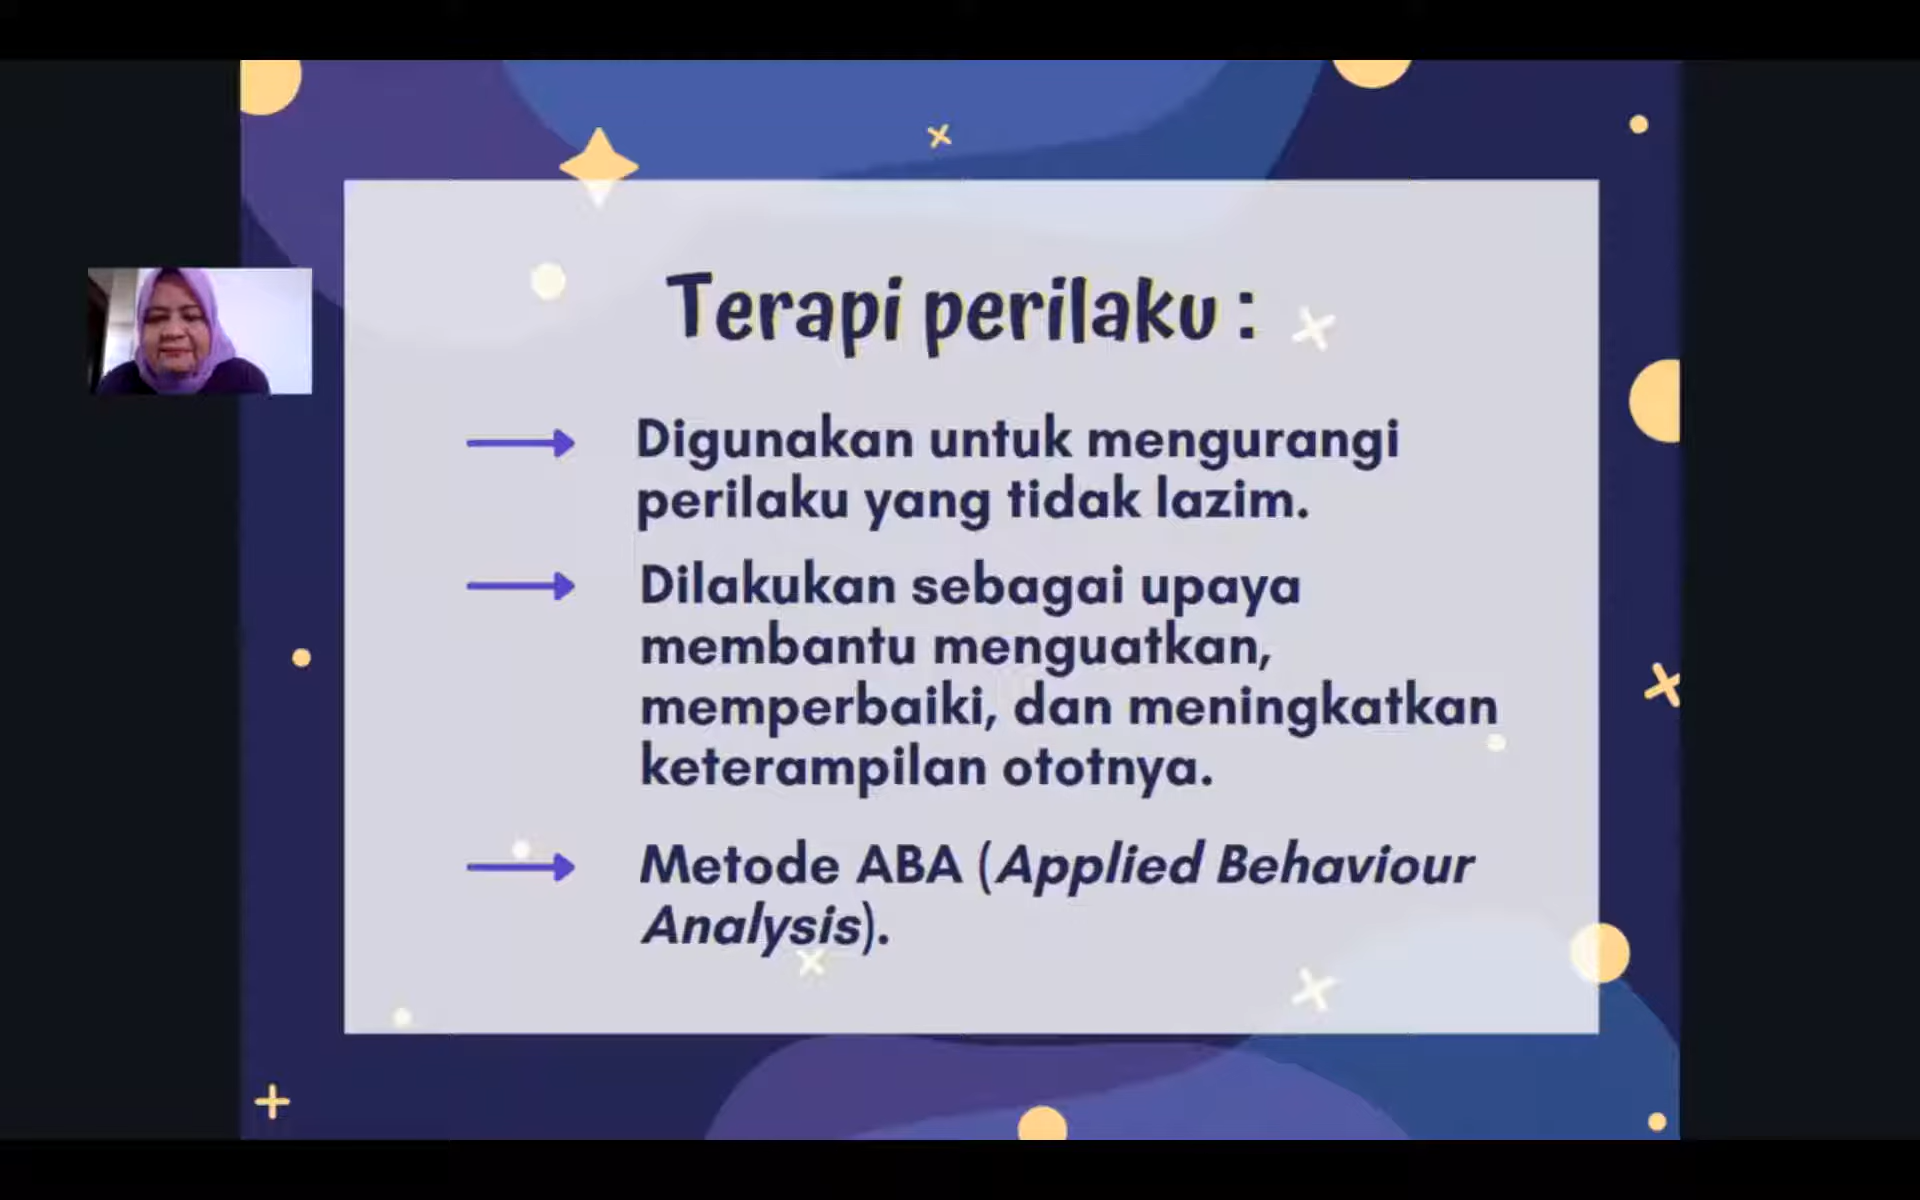 Terapi perilaku :
Digunakan untuk mengurangi
perilaku yang tidak lazim.
Dilakukan sebagai upaya
membantu menguatkan,
memperbaiki, dan meningkatkan
keterampilan ototnya.
Metode ABA (Applied Behaviour
Analysis).